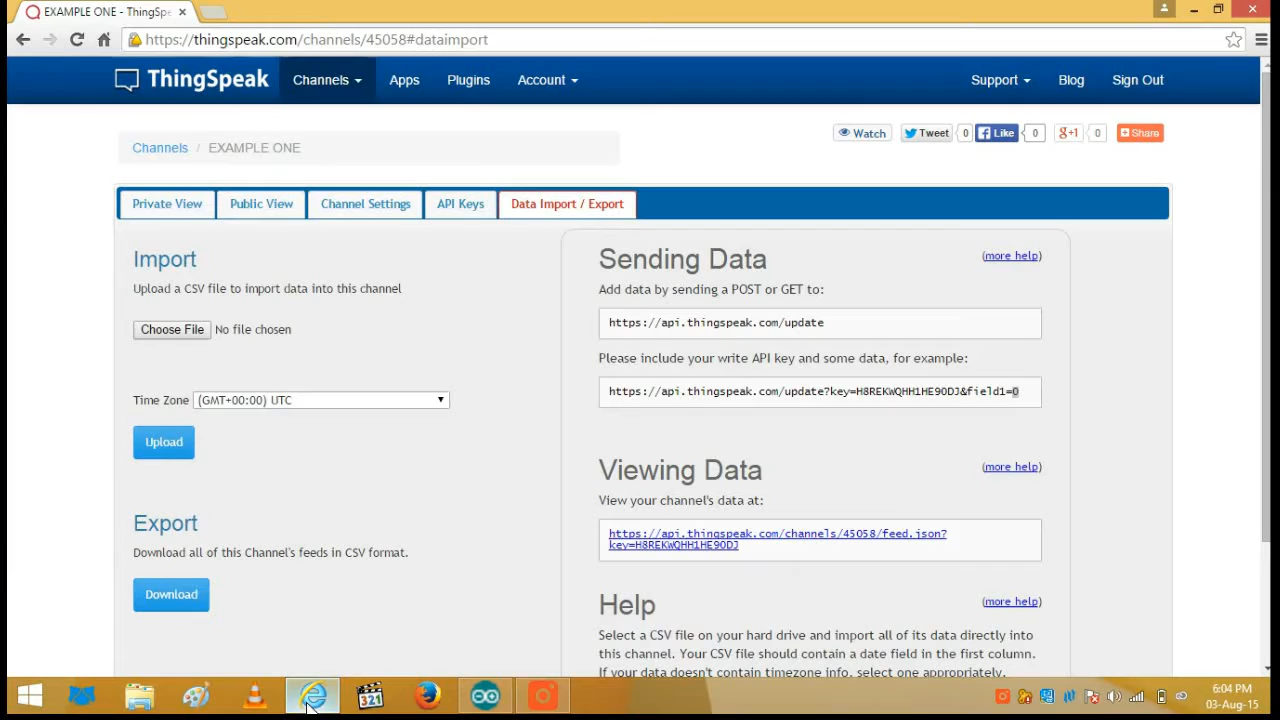 EXAMPLE ONE - ThingSpe
https://thingspeak.com/channels/45058#dataimport
ThingSpeak Channels Apps Plugins Account Support Blog Sign Out
Watch Tweet 0 Like 0 g+1 0 Share
Channels / EXAMPLE ONE
Private View Public View Channel Settings API Keys Data Import / Export
Import
Upload a CSV file to import data into this channel
Choose File No file chosen
Time Zone (GMT+00:00) UTC
Upload
Export
Download all of this Channel's feeds in CSV format.
Download
Sending Data (more help)
Add data by sending a POST or GET to:
https://api.thingspeak.com/update
Please include your write API key and some data, for example:
https://api.thingspeak.com/update?key=H8REKWQHH1HE9ODJ&field1=0
Viewing Data (more help)
View your channel's data at:
https://api.thingspeak.com/channels/45058/feed.json?
key=H8REKWQHH1HE9ODJ
Help (more help)
Select a CSV file on your hard drive and import all of its data directly into
this channel. Your CSV file should contain a date field in the first column.
If your data doesn't contain timezone info, select one appropriately.
321
6:04 PM
03-Aug-15